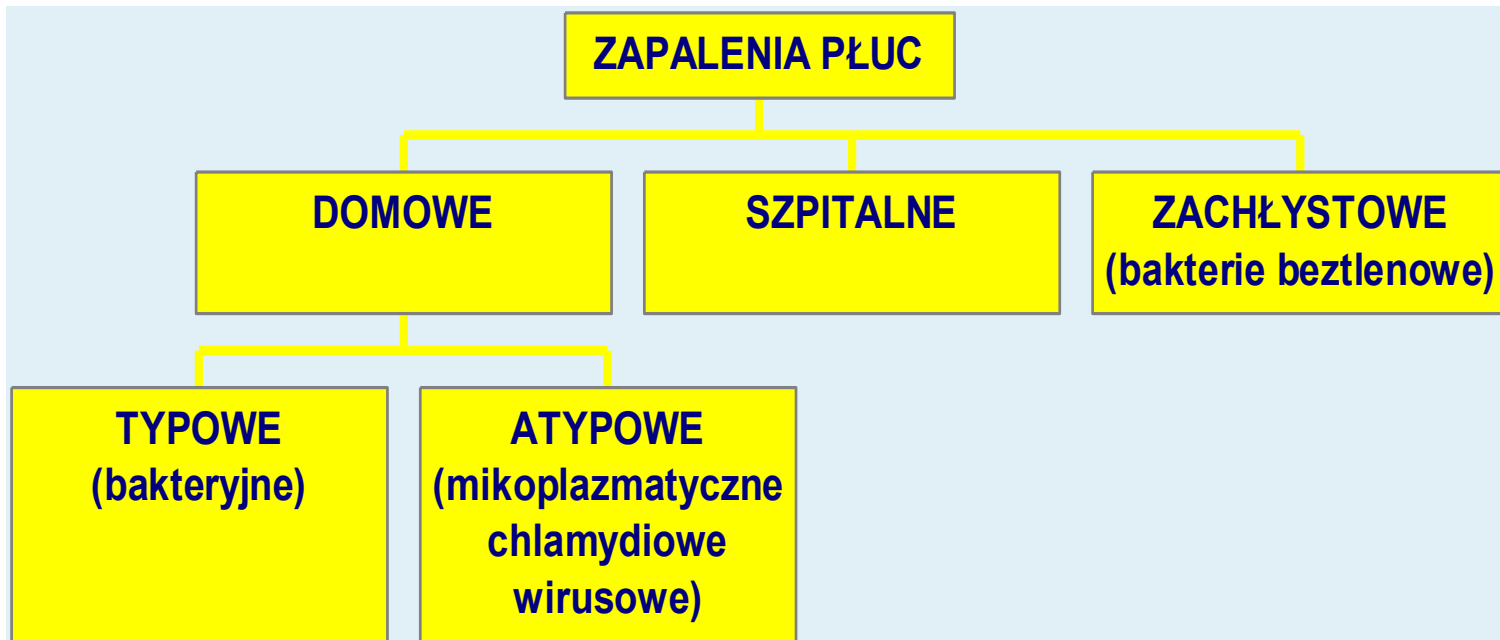 ZAPALENIA PŁUC
DOMOWE
SZPITALNE
ZACHŁYSTOWE
(bakterie beztlenowe)
TYPOWE
(bakteryjne)
ATYPOWE
(mikoplazmatyczne
chlamydiowe
wirusowe)